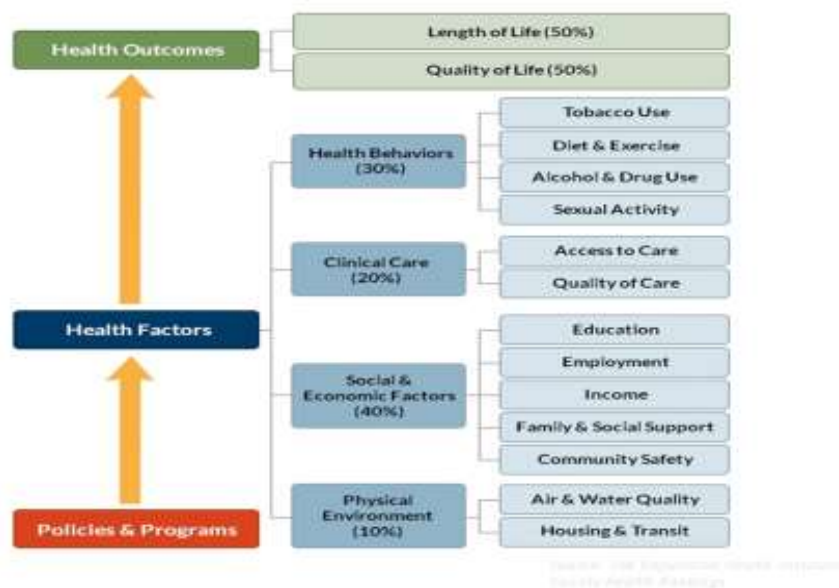 Health Outcomes
Length of Life (50%)
Quality of Life (50%)
Health Behaviors
(30%)
Tobacco Use
Diet & Exercise
Alcohol & Drug Use
Sexual Activity
Clinical Care
(20%)
Access to Care
Quality of Care
Health Factors
Social &
Economic Factors
(40%)
Education
Employment
Income
Family & Social Support
Community Safety
Policies & Programs
Physical
Environment
(10%)
Air & Water Quality
Housing & Transit